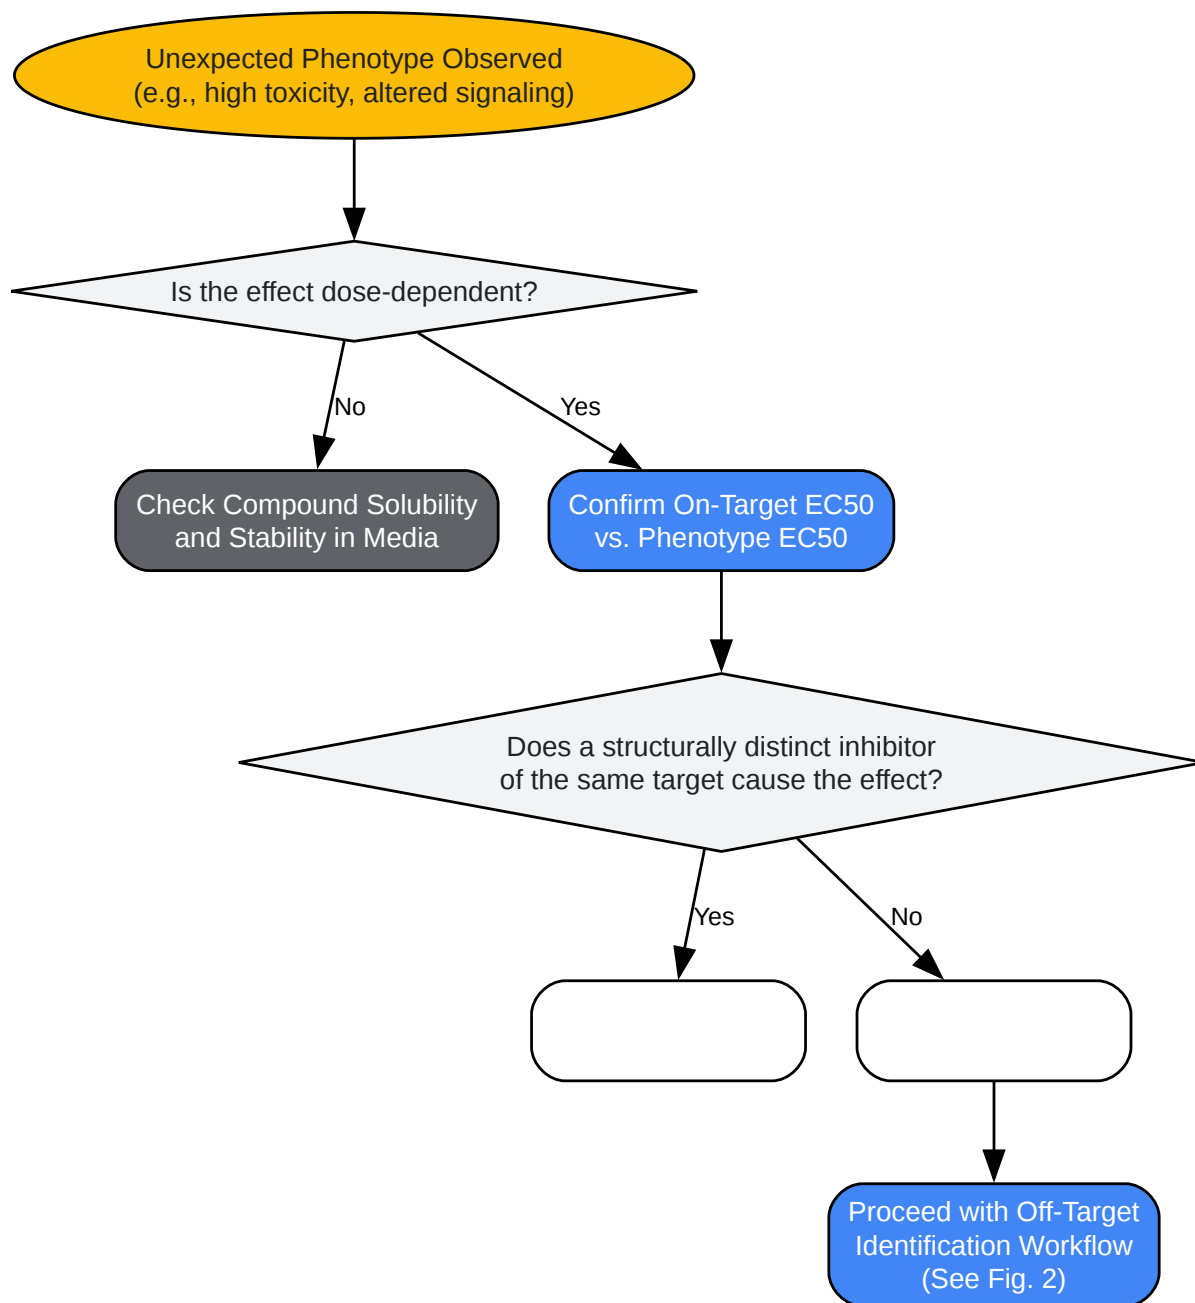 Unexpected Phenotype Observed
(e.g., high toxicity, altered signaling)
Is the effect dose-dependent?
No
Yes
Check Compound Solubility
and Stability in Media
Confirm On-Target EC50
vs. Phenotype EC50
Does a structurally distinct inhibitor
of the same target cause the effect?
Yes
No
Proceed with Off-Target
Identification Workflow
(See Fig. 2)